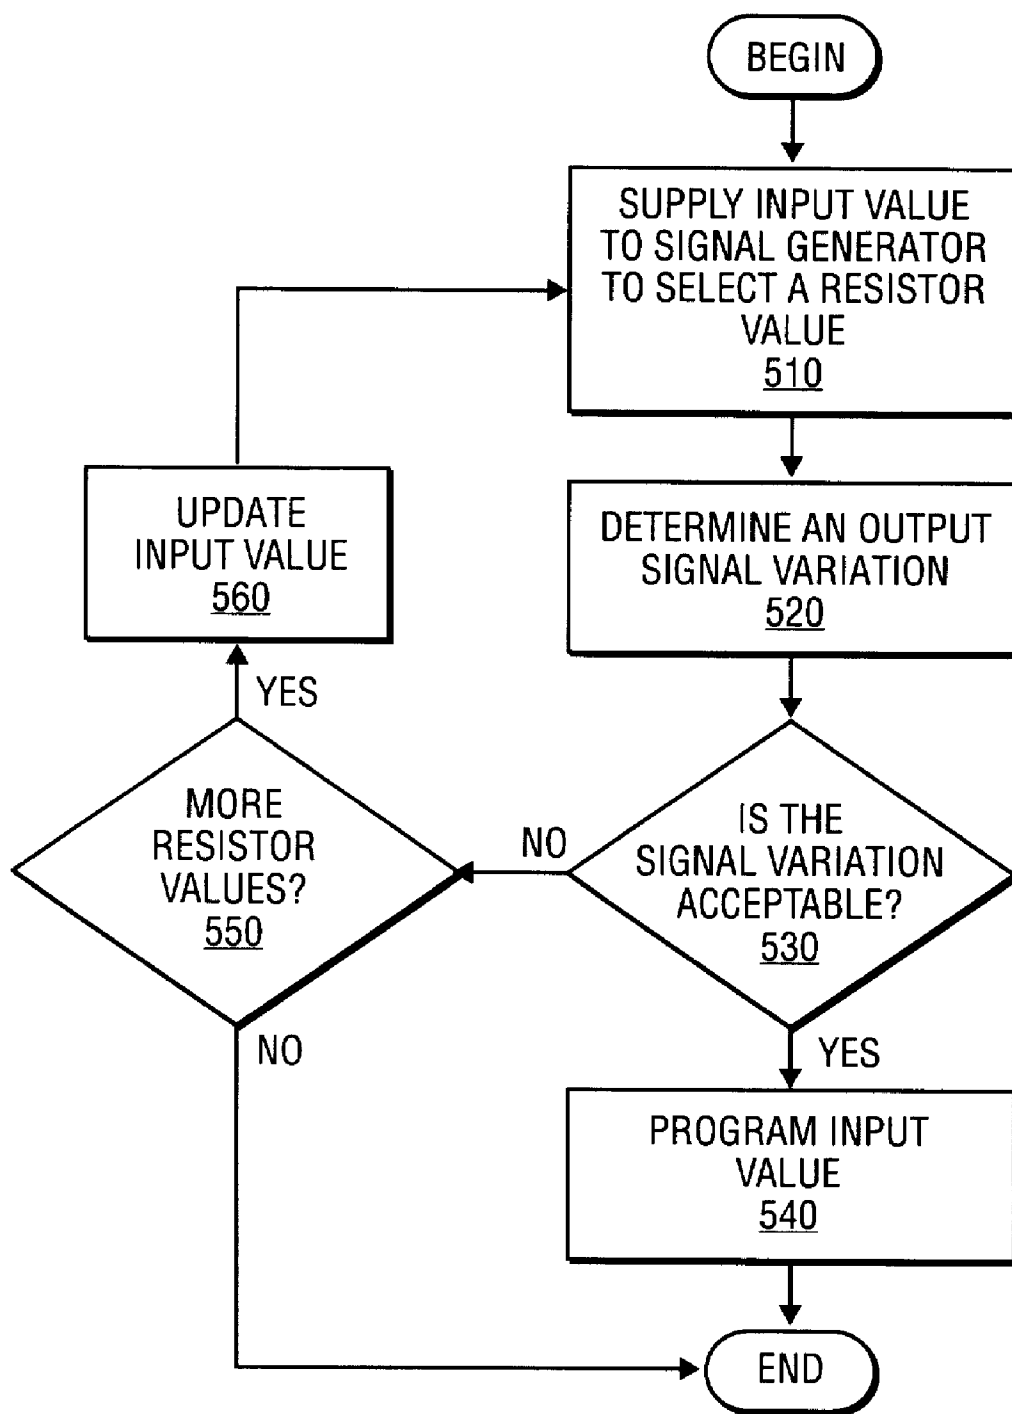 BEGIN
SUPPLY INPUT VALUE
TO SIGNAL GENERATOR
TO SELECT A RESISTOR
VALUE
510
DETERMINE AN OUTPUT
SIGNAL VARIATION
520
IS THE
SIGNAL VARIATION
ACCEPTABLE?
530
NO
YES
PROGRAM INPUT
VALUE
540
MORE
RESISTOR
VALUES?
550
YES
NO
UPDATE
INPUT VALUE
560
END